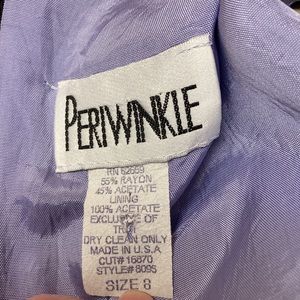 PERIWINKLE
RN 62669
55% RAYON
45% ACETATE
LINING
100% ACETATE
EXCLUSIVE OF
TRIM
DRY CLEAN ONLY
MADE IN U.S.A
CUT# 16870
STYLE# 8095
SIZE 8